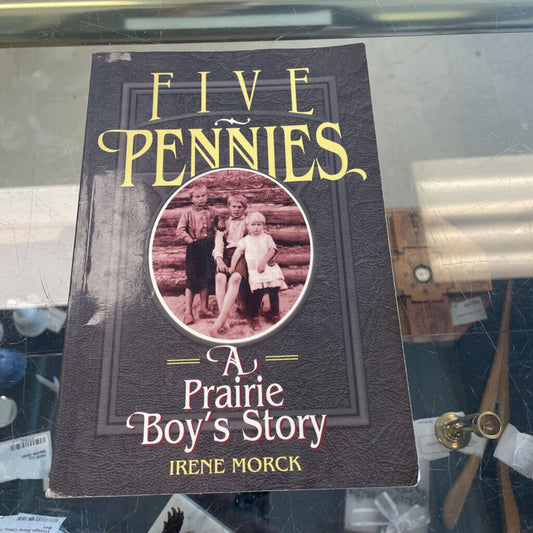 FIVE
PENNIES
A
Prairie
Boy's Story
IRENE MORCK